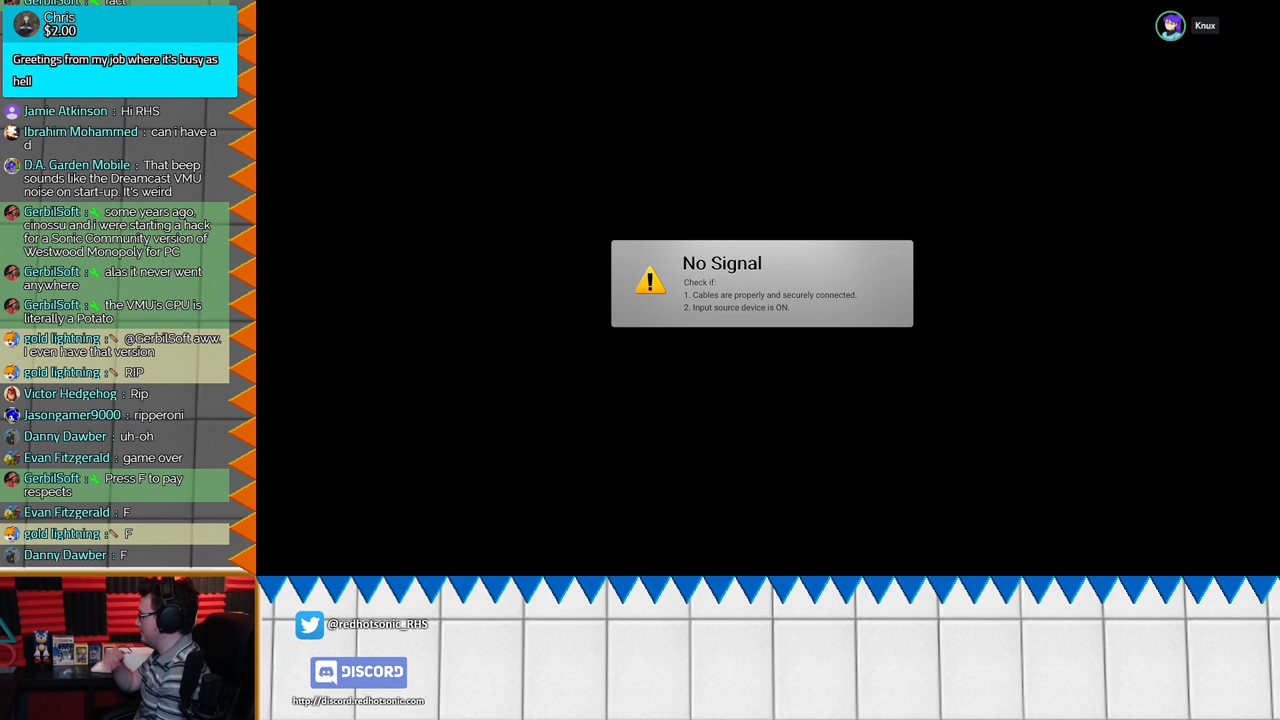 GerbilSoft : fact
Chris
$2.00
Greetings from my job where it's busy as
hell
Jamie Atkinson : Hi RHS
Ibrahim Mohammed : can i have a
d
D.A. Garden Mobile : That beep
sounds like the Dreamcast VMU
noise on start-up. It's weird
GerbilSoft : some years ago,
cinossu and i were starting a hack
for a Sonic Community version of
Westwood Monopoly for PC
GerbilSoft : alas it never went
anywhere
GerbilSoft : the VMU's CPU is
literally a Potato
gold lightning : @GerbilSoft aww.
I even have that version
gold lightning : RIP
Victor Hedgehog : Rip
Jasongamer9000 : ripperoni
Danny Dawber : uh-oh
Evan Fitzgerald : game over
GerbilSoft : Press F to pay
respects
Evan Fitzgerald : F
gold lightning : F
Danny Dawber : F
Knux
No Signal
Check if:
1. Cables are properly and securely connected.
2. Input source device is ON.
@redhotsonic_RHS
DISCORD
http://discord.redhotsonic.com